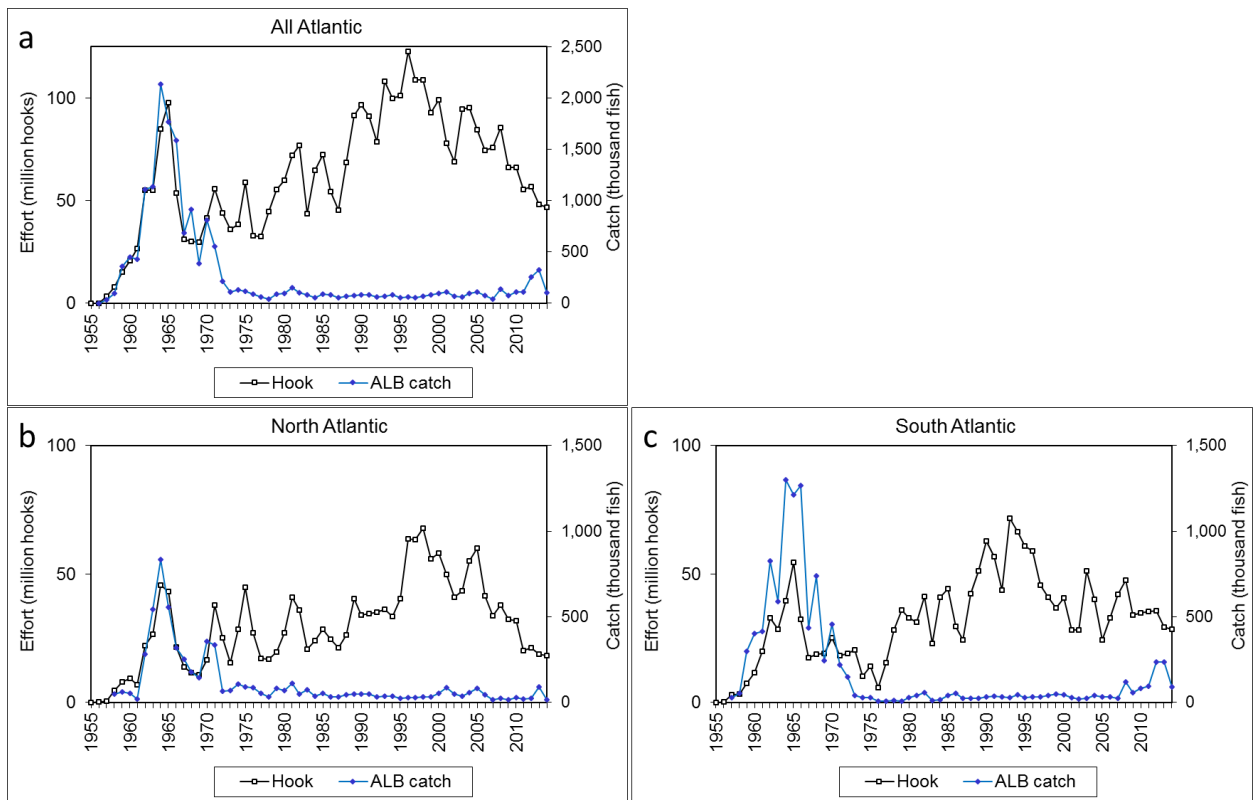 a
All Atlantic
Effort (million hooks)
Catch (thousand fish)
100
50
0
2,500
2,000
1,500
1,000
500
0
1955 1960 1965 1970 1975 1980 1985 1990 1995 2000 2005 2010
Hook ALB catch
b
North Atlantic
Effort (million hooks)
Catch (thousand fish)
100
50
0
1,500
1,000
500
0
1955 1960 1965 1970 1975 1980 1985 1990 1995 2000 2005 2010
Hook ALB catch
c
South Atlantic
Effort (million hooks)
Catch (thousand fish)
100
50
0
1,500
1,000
500
0
1955 1960 1965 1970 1975 1980 1985 1990 1995 2000 2005 2010
Hook ALB catch